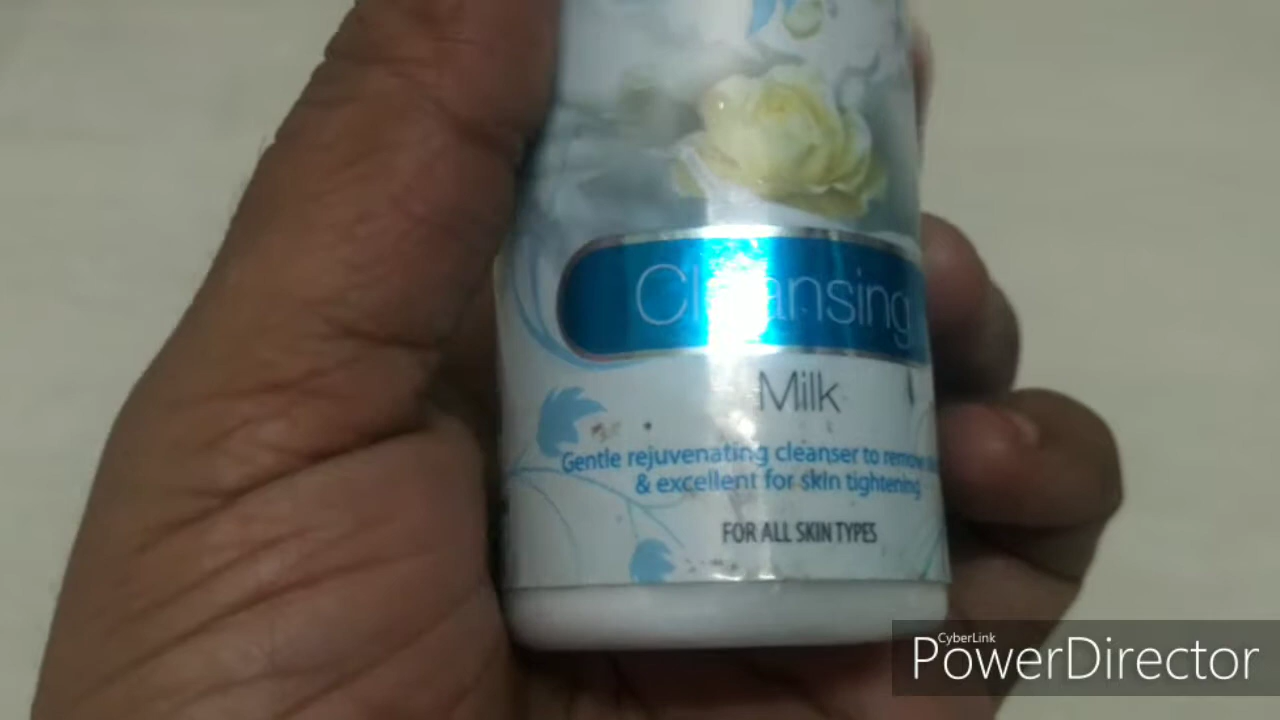 Cleansing
Milk
Gentle rejuvenating cleanser to remove
& excellent for skin tightening
FOR ALL SKIN TYPES
CyberLink
PowerDirector